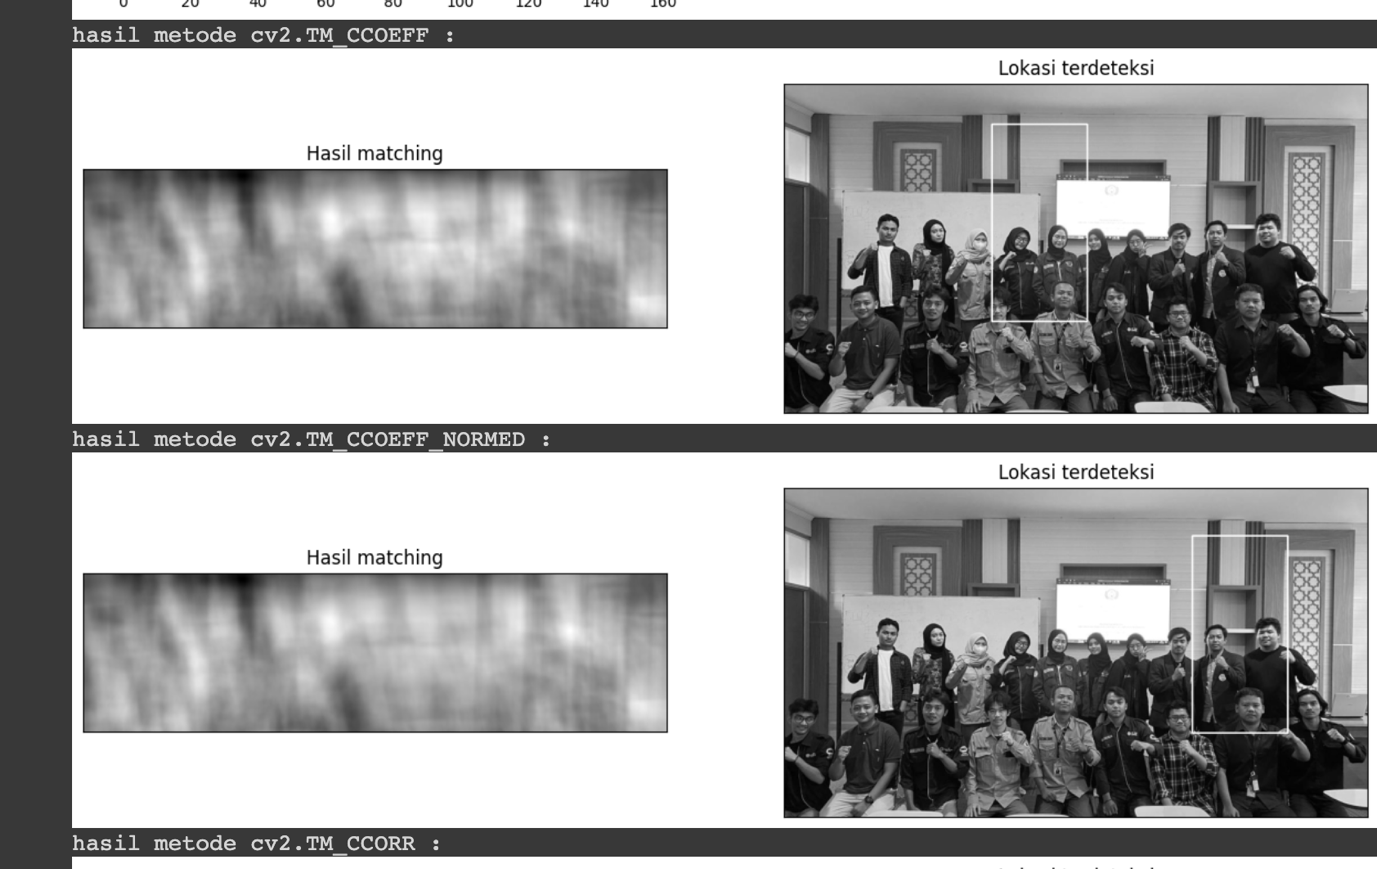 0 20 40 60 80 100 120 140 160
hasil metode cv2.TM_CCOEFF :
Lokasi terdeteksi
Hasil matching
hasil metode cv2.TM_CCOEFF_NORMED :
Lokasi terdeteksi
Hasil matching
hasil metode cv2.TM_CCORR :